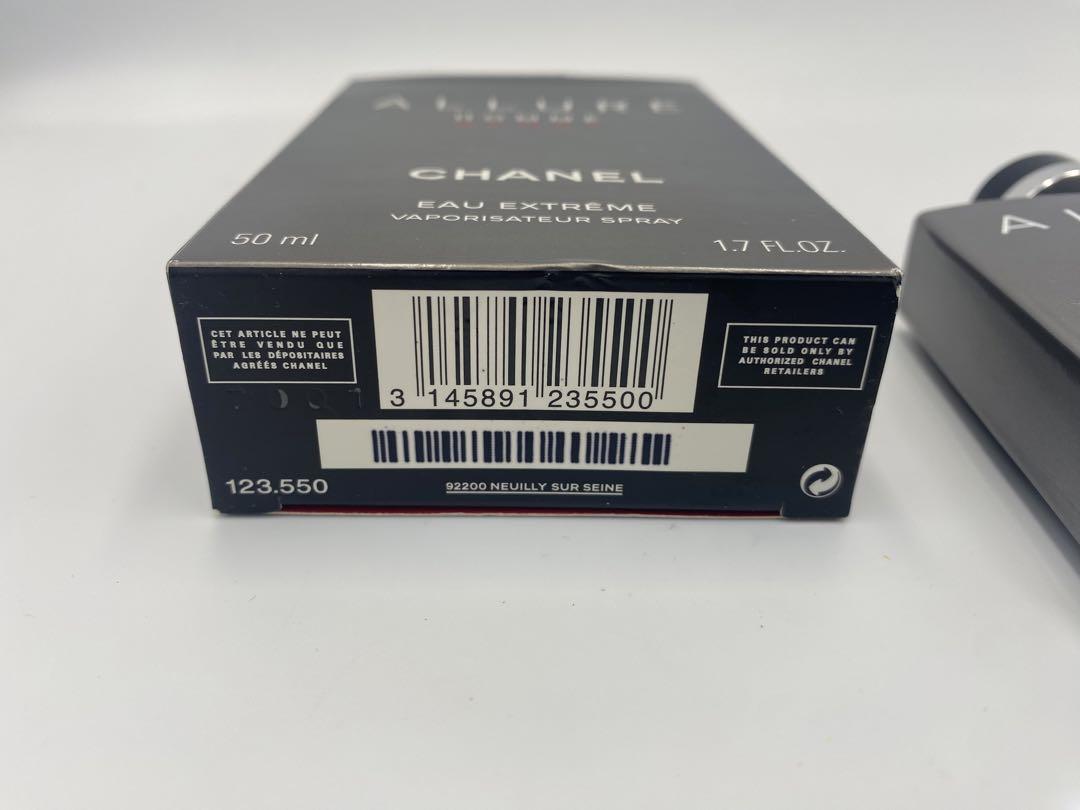 ALLURE
HOMME
CHANEL
EAU EXTRÊME
VAPORISATEUR SPRAY
50 ml
1.7 FL.OZ.
CET ARTICLE NE PEUT
ÊTRE VENDU QUE
PAR LES DÉPOSITAIRES
AGRÉÉS CHANEL
3 145891 235500
THIS PRODUCT CAN
BE SOLD ONLY BY
AUTHORIZED CHANEL
RETAILERS
123.550
92200 NEUILLY SUR SEINE
A